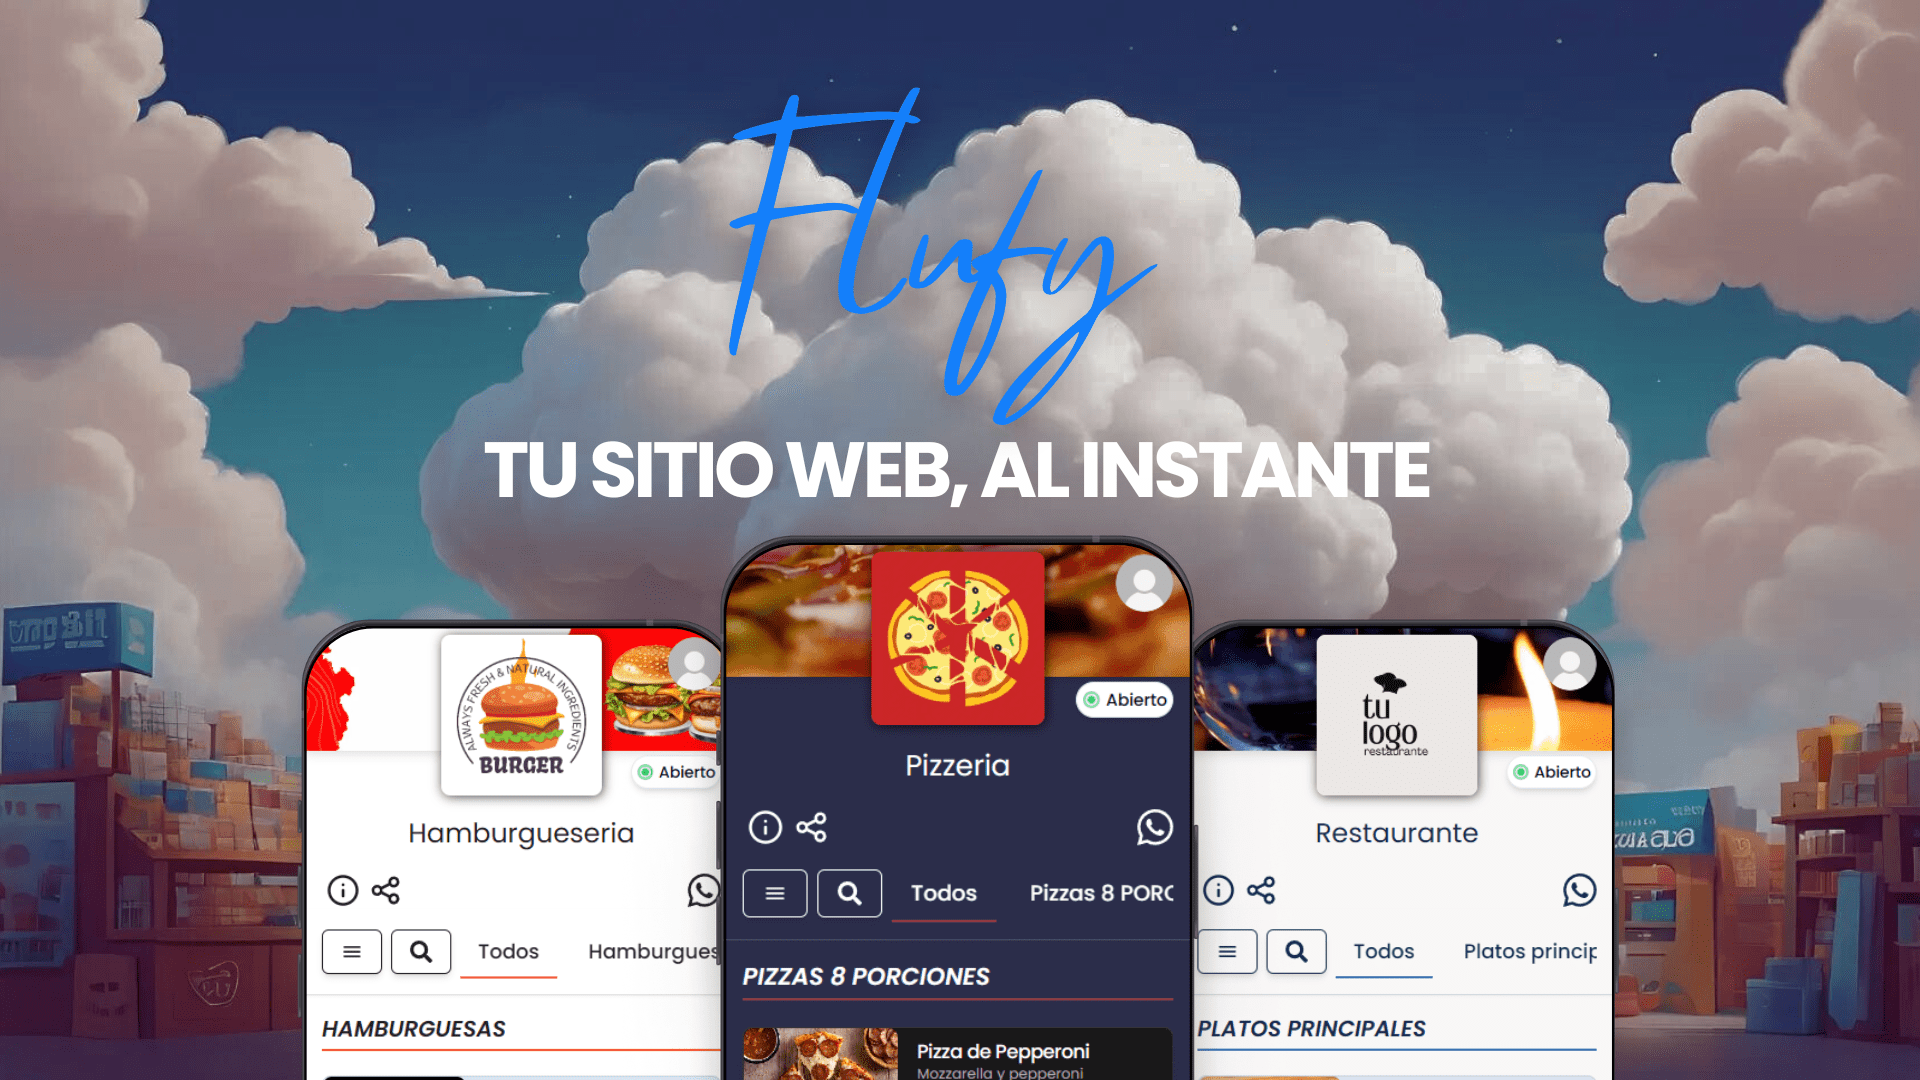 Flufy
TU SITIO WEB, AL INSTANTE
ALWAYS FRESH & NATURAL INGREDIENTS
BURGER
Abierto
Hamburgueseria
Todos
Hamburgues
HAMBURGUESAS
Abierto
Pizzeria
Todos
Pizzas 8 PORC
PIZZAS 8 PORCIONES
Pizza de Pepperoni
Mozzarella y pepperoni
tu
logo
restaurante
Abierto
Restaurante
Todos
Platos princip
PLATOS PRINCIPALES